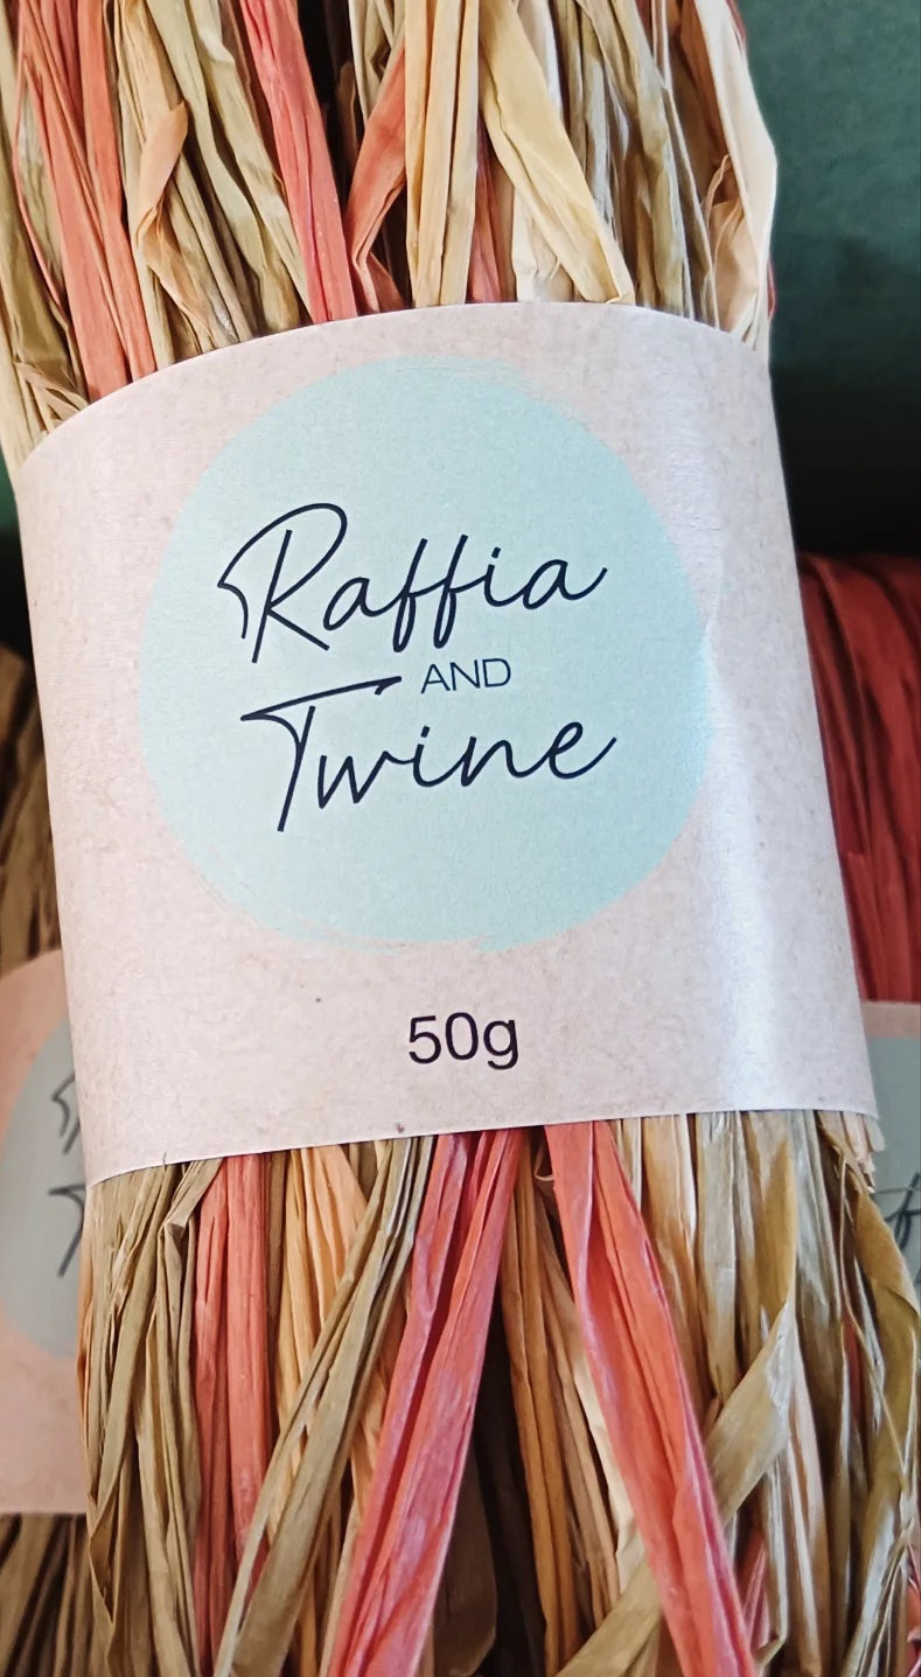 Raffia
AND
Twine
50g